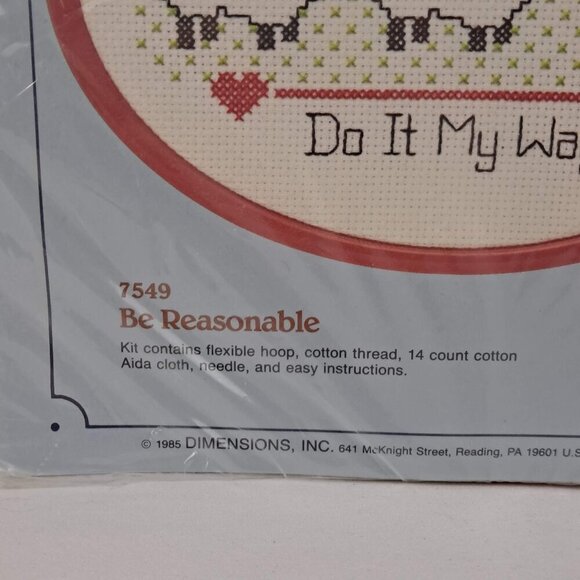 Do It My Way
7549
Be Reasonable
Kit contains flexible hoop, cotton thread, 14 count cotton
Aida cloth, needle, and easy instructions.
© 1985 DIMENSIONS, INC. 641 McKnight Street, Reading, PA 19601 U.S.